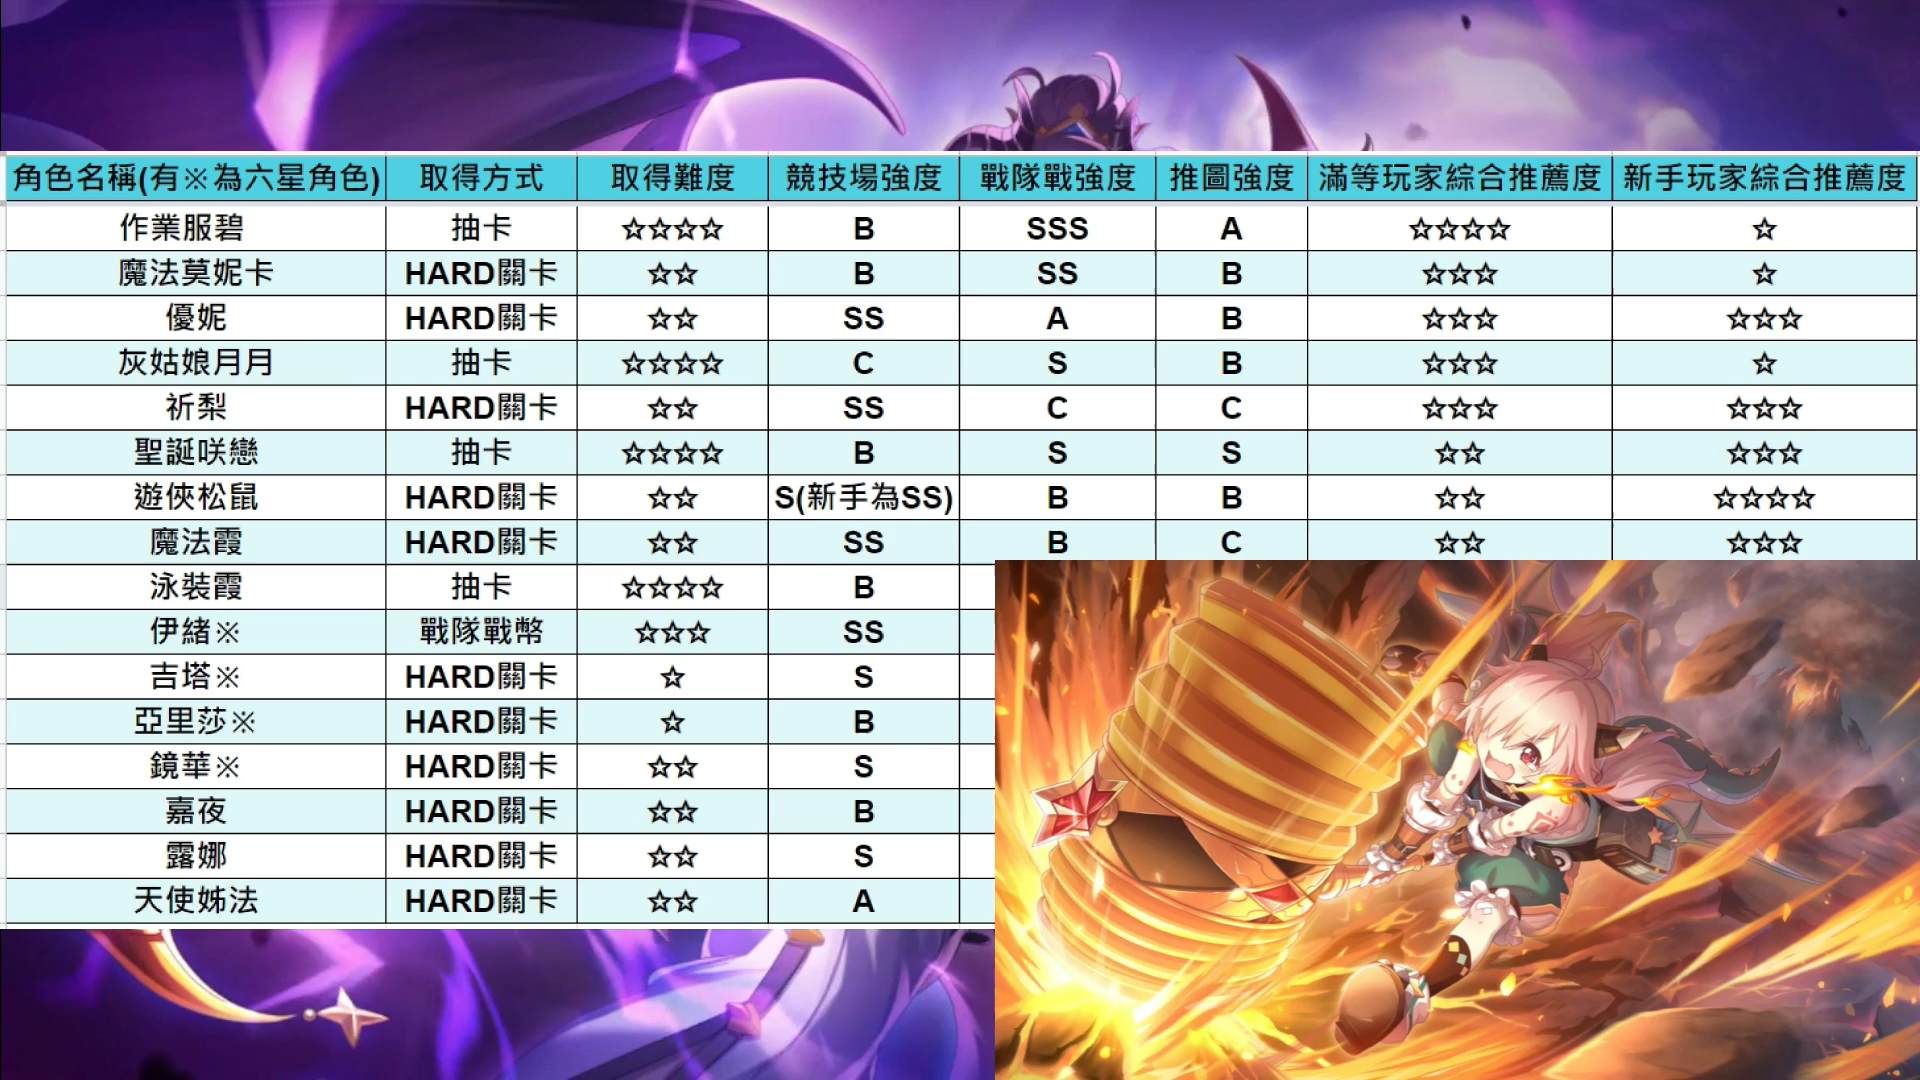 角色名稱(有※為六星角色) 取得方式 取得難度 競技場強度 戰隊戰強度 推圖強度 滿等玩家綜合推薦度 新手玩家綜合推薦度
作業服碧 抽卡 ☆☆☆☆ B SSS A ☆☆☆☆ ☆
魔法莫妮卡 HARD關卡 ☆☆ B SS B ☆☆☆ ☆
優妮 HARD關卡 ☆☆ SS A B ☆☆☆ ☆☆☆
灰姑娘月月 抽卡 ☆☆☆☆ C S B ☆☆☆ ☆
祈梨 HARD關卡 ☆☆ SS C C ☆☆☆ ☆☆☆
聖誕咲戀 抽卡 ☆☆☆☆ B S S ☆☆ ☆☆☆
遊俠松鼠 HARD關卡 ☆☆ S(新手為SS) B B ☆☆ ☆☆☆☆
魔法霞 HARD關卡 ☆☆ SS B C ☆☆ ☆☆☆
泳裝霞 抽卡 ☆☆☆☆ B
伊緒※ 戰隊戰幣 ☆☆☆ SS
吉塔※ HARD關卡 ☆ S
亞里莎※ HARD關卡 ☆ B
鏡華※ HARD關卡 ☆☆ S
嘉夜 HARD關卡 ☆☆ B
露娜 HARD關卡 ☆☆ S
天使姊法 HARD關卡 ☆☆ A